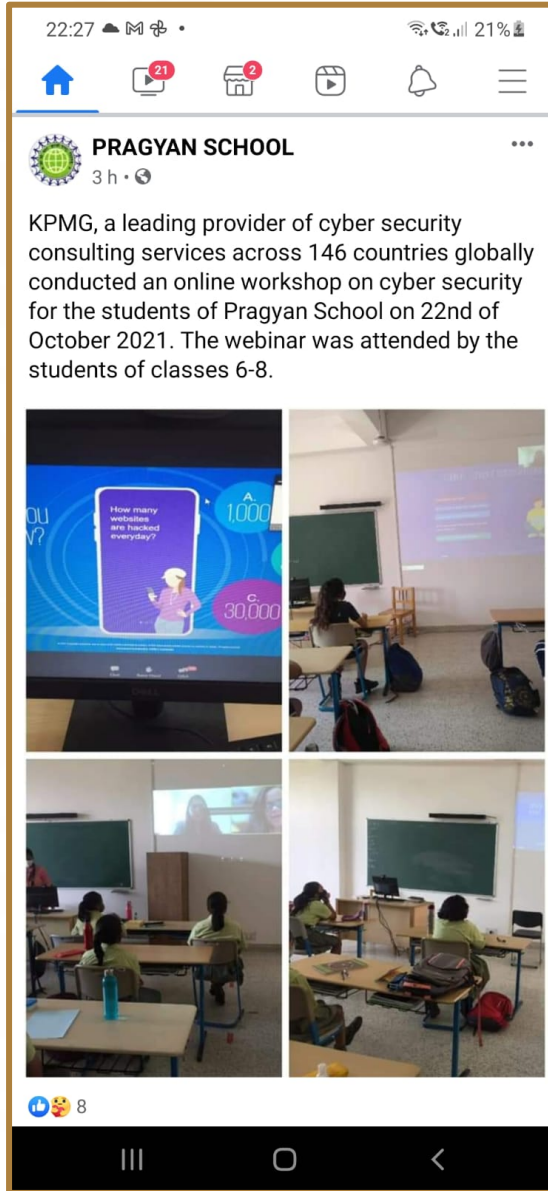 22:27
21%
21
2
PRAGYAN SCHOOL
3 h
KPMG, a leading provider of cyber security
consulting services across 146 countries globally
conducted an online workshop on cyber security
for the students of Pragyan School on 22nd of
October 2021. The webinar was attended by the
students of classes 6-8.
How many
websites
are hacked
everyday?
A.
1,000
C.
30,000
DELL
8